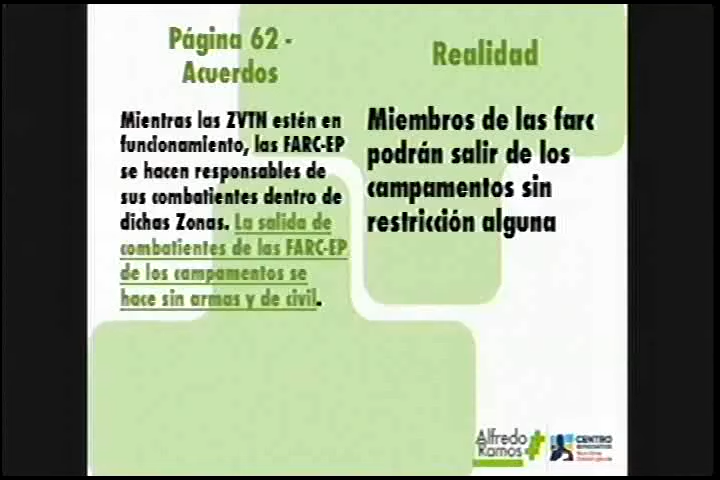 Página 62 -
Acuerdos
Mientras las ZVTN estén en
funcionamiento, las FARC-EP
se hacen responsables de
sus combatientes dentro de
dichas Zonas. La salida de
combatientes de las FARC-EP
de los campamentos se
hace sin armas y de civil.
Realidad
Miembros de las farc
podrán salir de los
campamentos sin
restricción alguna
Alfredo
Ramos
CENTRO